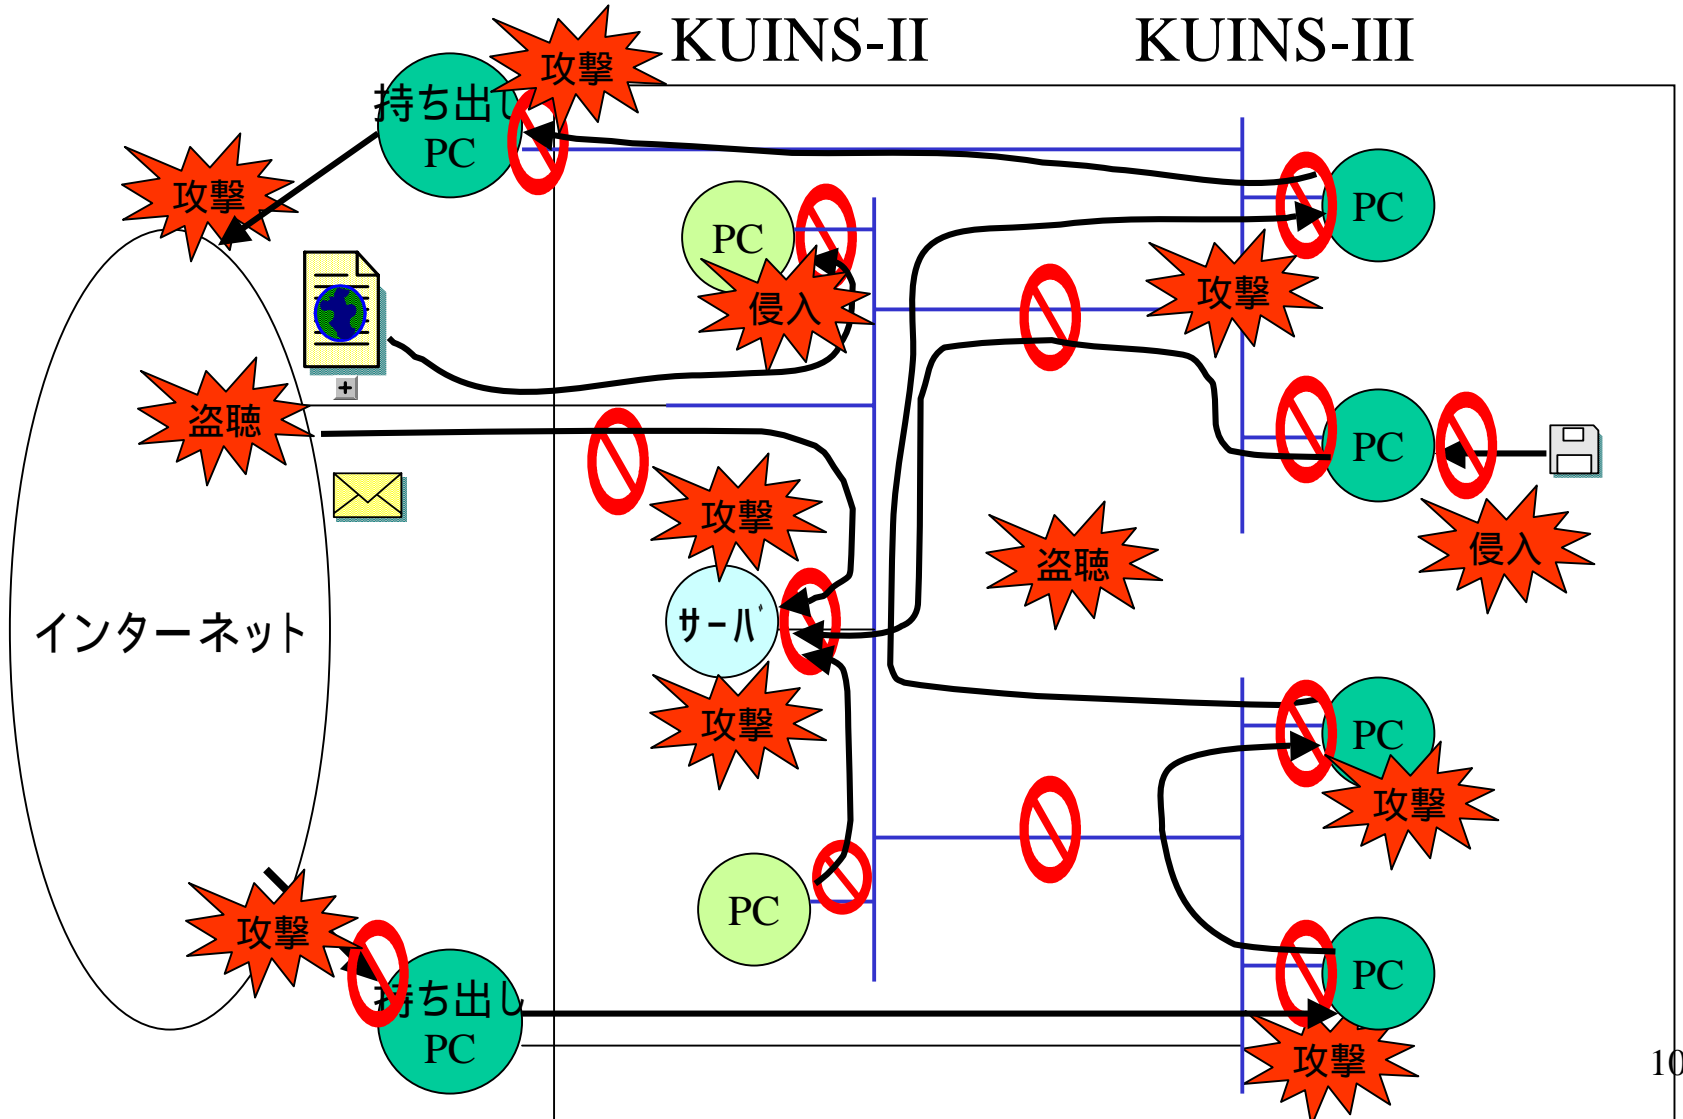 KUINS-II
KUINS-III
攻撃
持ち出し
PC
攻撃
PC
PC
侵入
攻撃
盗聴
PC
攻撃
盗聴
侵入
インターネット
サーバ
攻撃
PC
攻撃
PC
攻撃
PC
持ち出し
PC
攻撃
10